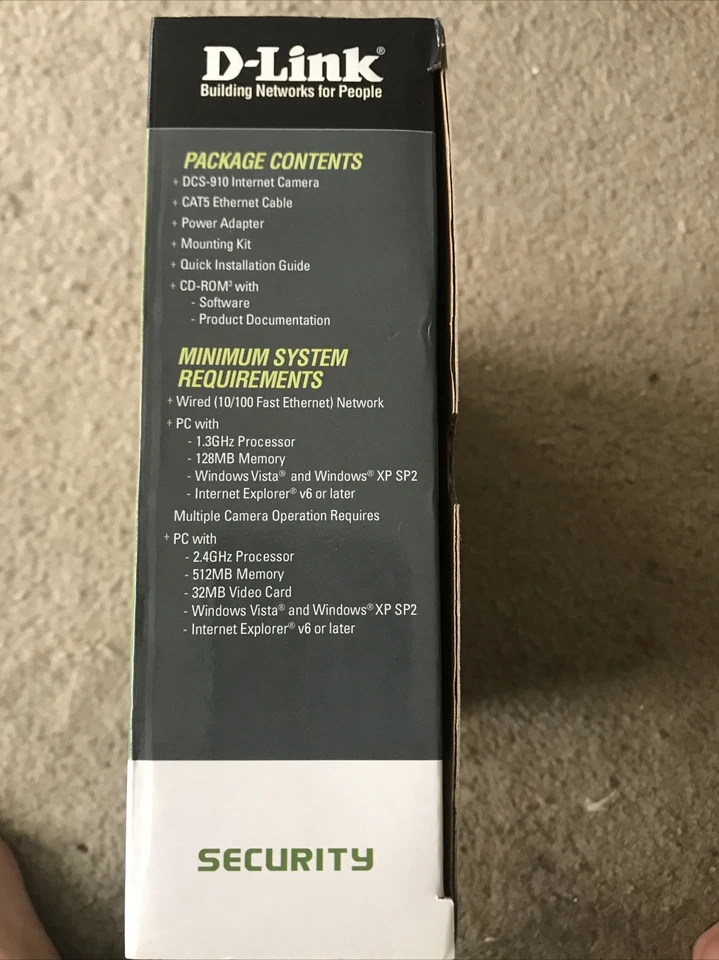 D-Link®
Building Networks for People
PACKAGE CONTENTS
+ DCS-910 Internet Camera
+ CAT5 Ethernet Cable
+ Power Adapter
+ Mounting Kit
+ Quick Installation Guide
+ CD-ROM³ with
- Software
- Product Documentation
MINIMUM SYSTEM
REQUIREMENTS
+ Wired (10/100 Fast Ethernet) Network
+ PC with
- 1.3GHz Processor
- 128MB Memory
- Windows Vista® and Windows® XP SP2
- Internet Explorer® v6 or later
Multiple Camera Operation Requires
+ PC with
- 2.4GHz Processor
- 512MB Memory
- 32MB Video Card
- Windows Vista® and Windows® XP SP2
- Internet Explorer® v6 or later
SECURITY